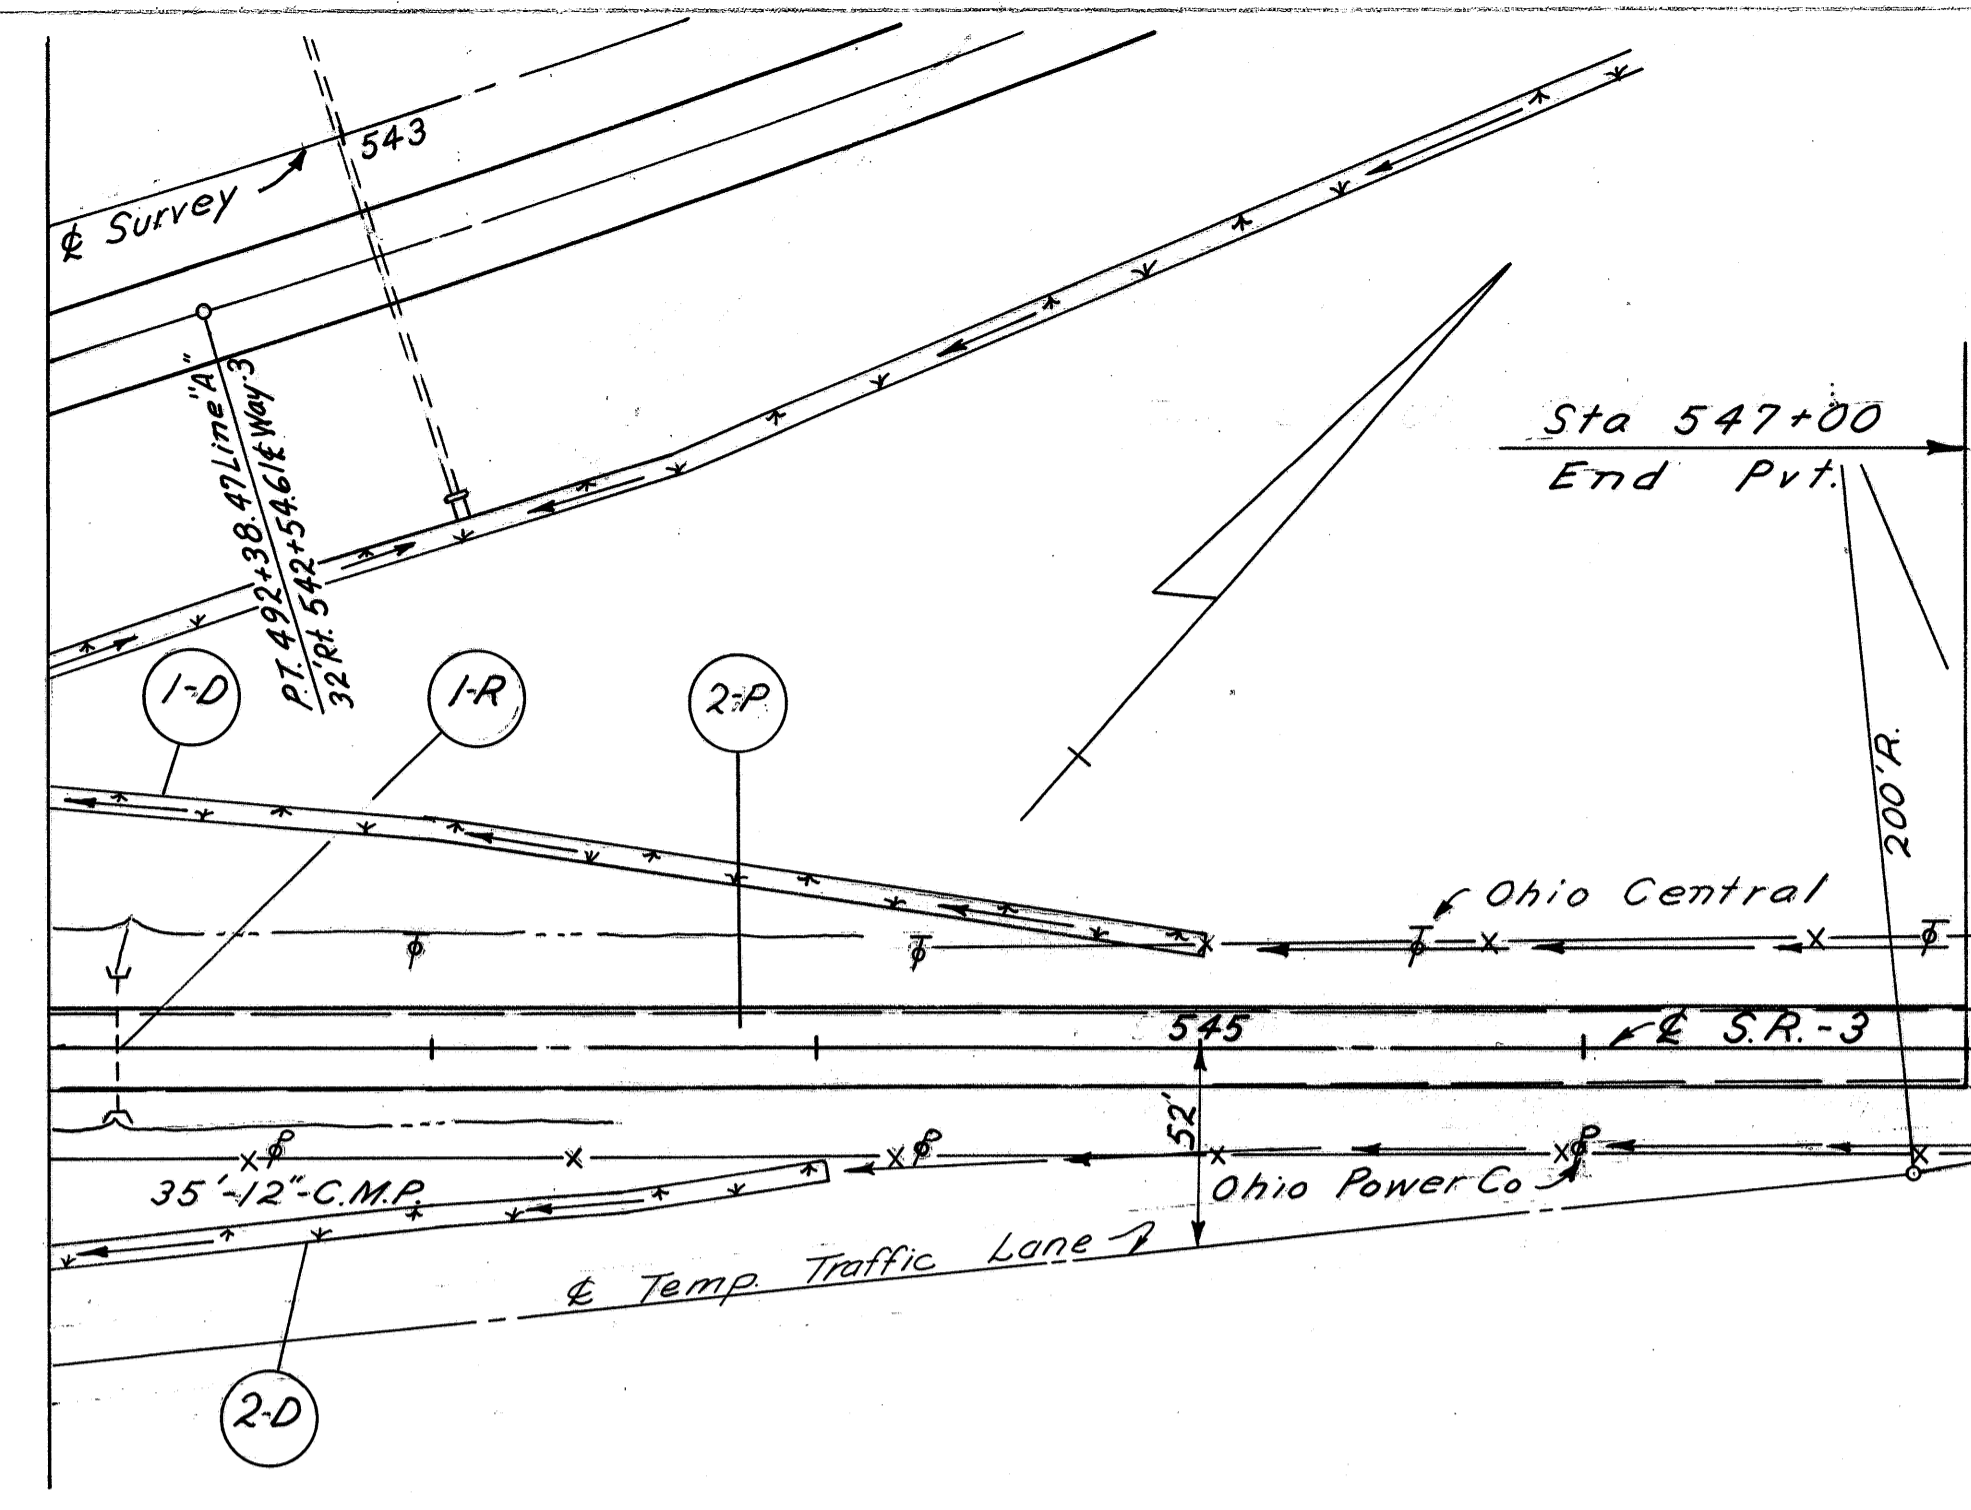 543
℄ Survey
P.T. 492+38.47 Line "A"
32' Rt. 542+54.61 ℄ Way 3
Sta 547+00
End Pvt.
1-D
1-R
2-P
200' R.
Ohio Central
545
℄ S.R.-3
52'
35'-12"-C.M.P.
Ohio Power Co
℄ Temp. Traffic Lane
2-D